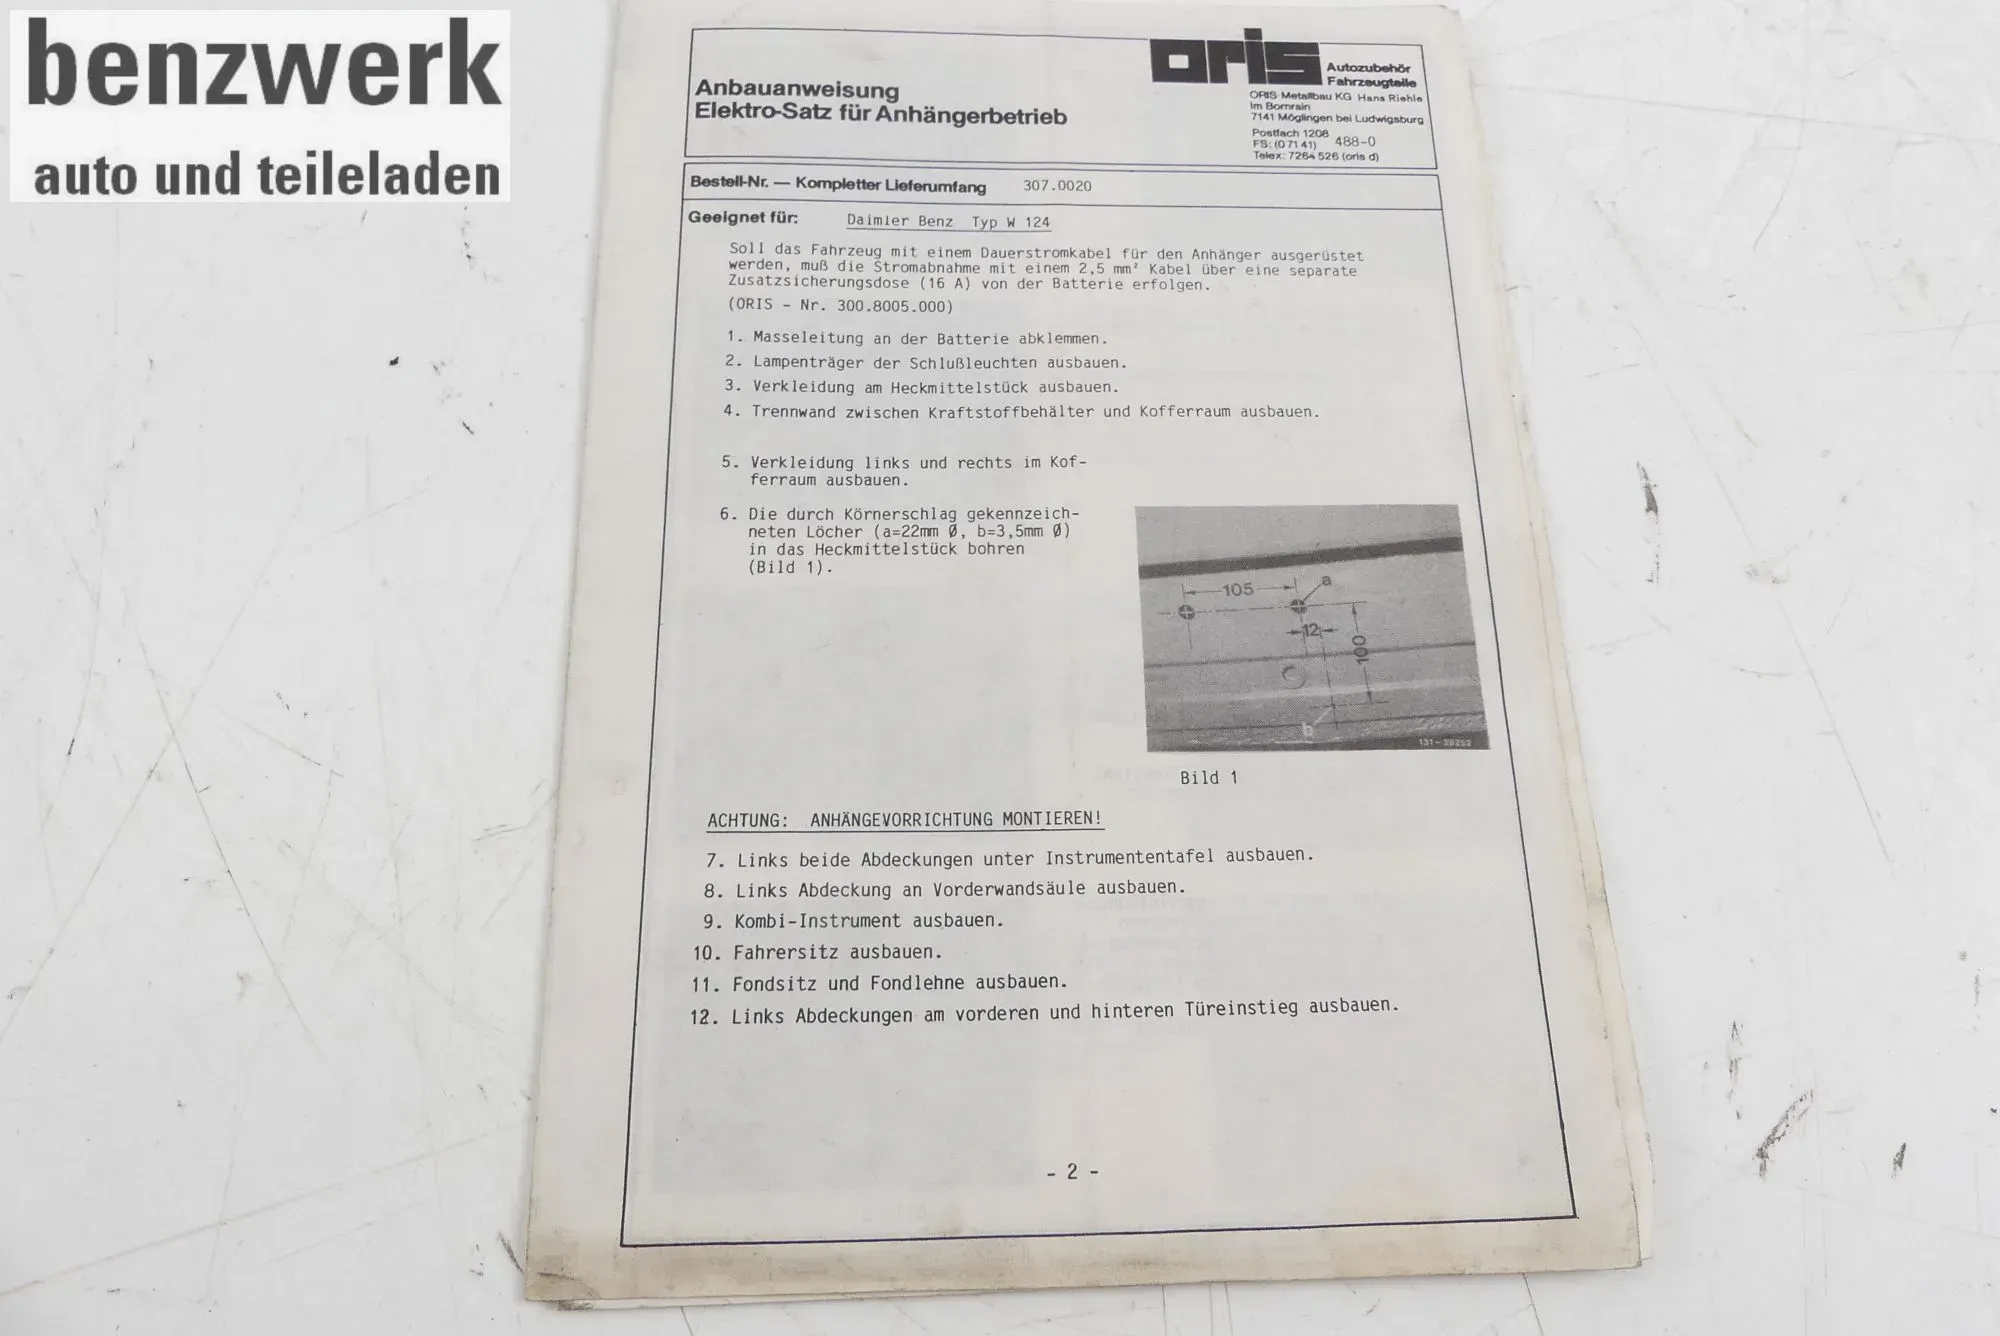 benzwerk
auto und teileladen
oris
Autozubehör
Fahrzeugteile
Anbauanweisung
Elektro-Satz für Anhängerbetrieb
ORIS Metallbau KG Hans Riehle
Im Bornrain
7141 Möglingen bei Ludwigsburg
Postfach 1208
FS: (07141) 488-0
Telex: 7264 526 (oris d)
Bestell-Nr. — Kompletter Lieferumfang 307.0020
Geeignet für: Daimler Benz Typ W 124
Soll das Fahrzeug mit einem Dauerstromkabel für den Anhänger ausgerüstet
werden, muß die Stromabnahme mit einem 2,5 mm² Kabel über eine separate
Zusatzsicherungsdose (16 A) von der Batterie erfolgen.
(ORIS - Nr. 300.8005.000)
1. Masseleitung an der Batterie abklemmen.
2. Lampenträger der Schlußleuchten ausbauen.
3. Verkleidung am Heckmittelstück ausbauen.
4. Trennwand zwischen Kraftstoffbehälter und Kofferraum ausbauen.
5. Verkleidung links und rechts im Kof-
ferraum ausbauen.
6. Die durch Körnerschlag gekennzeich-
neten Löcher (a=22mm Ø, b=3,5mm Ø)
in das Heckmittelstück bohren
(Bild 1).
105
a
12
100
b
131-29252
Bild 1
ACHTUNG: ANHÄNGEVORRICHTUNG MONTIEREN!
7. Links beide Abdeckungen unter Instrumententafel ausbauen.
8. Links Abdeckung an Vorderwandsäule ausbauen.
9. Kombi-Instrument ausbauen.
10. Fahrersitz ausbauen.
11. Fondsitz und Fondlehne ausbauen.
12. Links Abdeckungen am vorderen und hinteren Türeinstieg ausbauen.
- 2 -